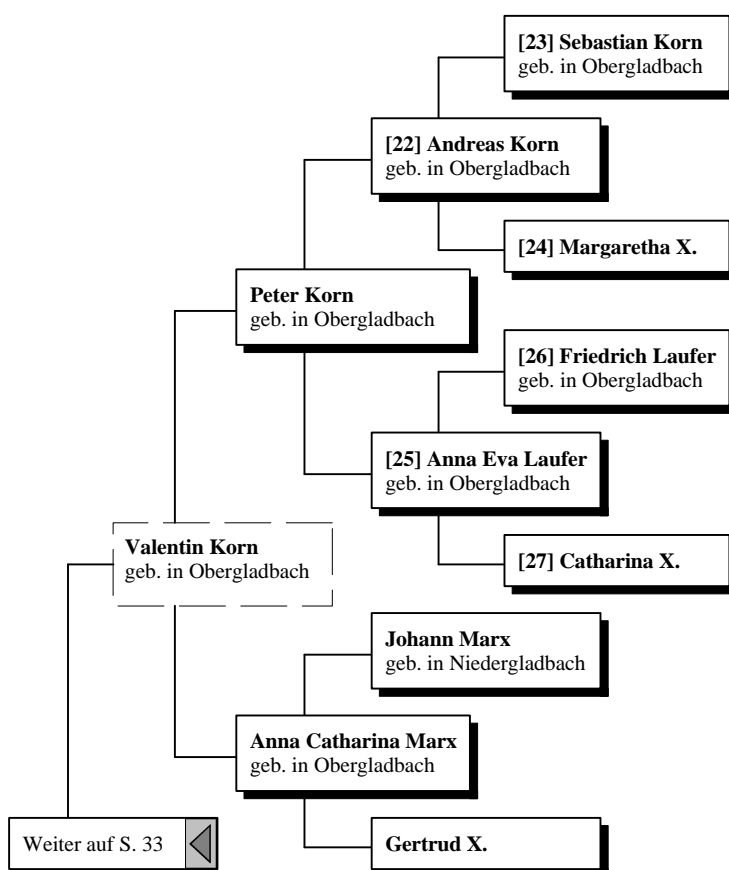 [23] Sebastian Korn
geb. in Obergladbach
[22] Andreas Korn
geb. in Obergladbach
[24] Margaretha X.
Peter Korn
geb. in Obergladbach
[26] Friedrich Laufer
geb. in Obergladbach
[25] Anna Eva Laufer
geb. in Obergladbach
[27] Catharina X.
Valentin Korn
geb. in Obergladbach
Johann Marx
geb. in Niedergladbach
Anna Catharina Marx
geb. in Obergladbach
Gertrud X.
Weiter auf S. 33